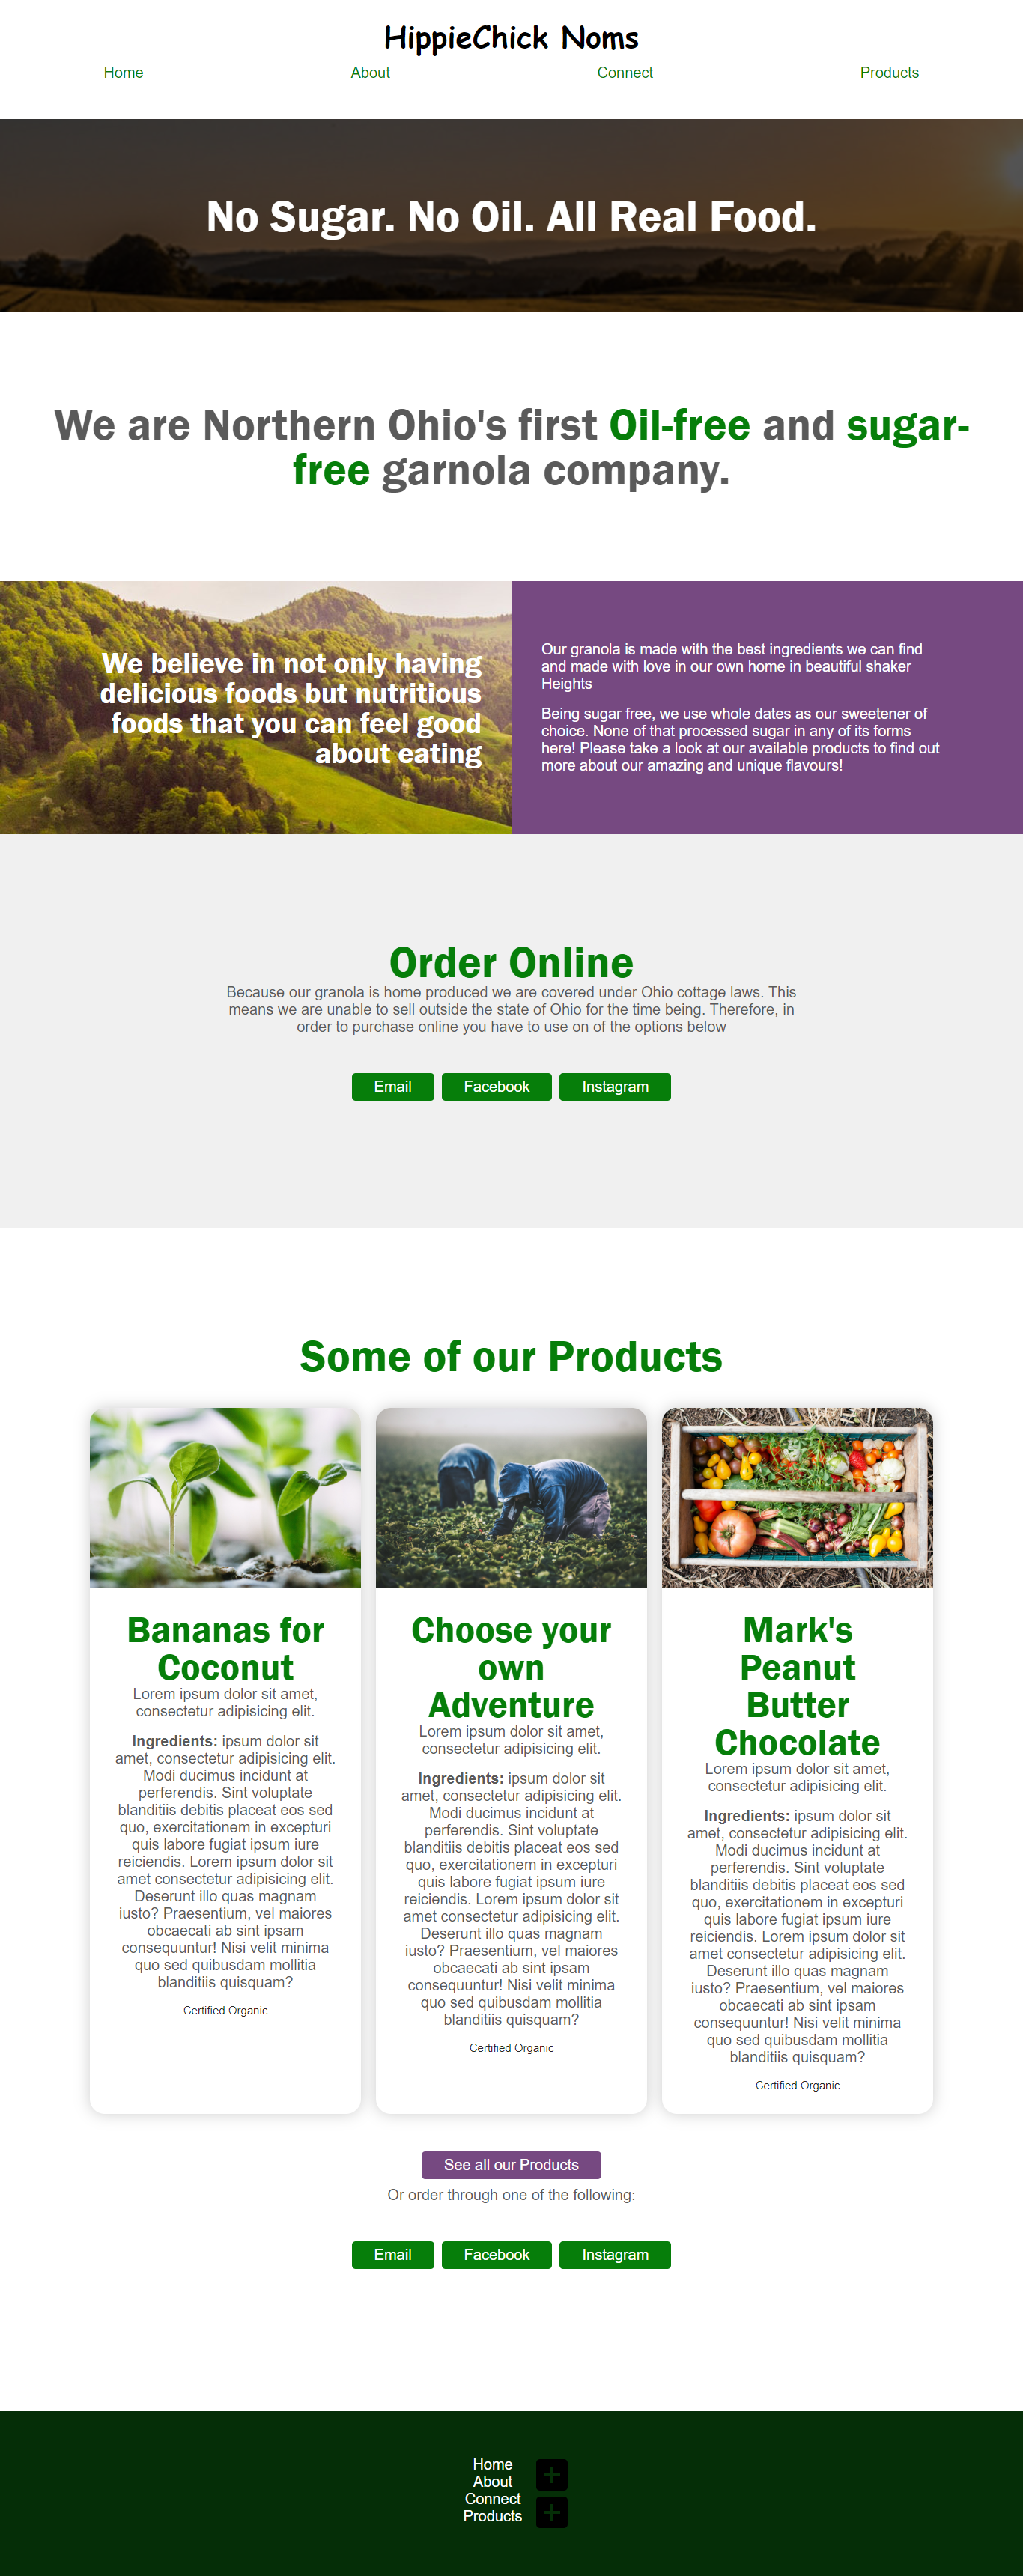 HippieChick Noms
Home About Connect Products
No Sugar. No Oil. All Real Food.
We are Northern Ohio's first Oil-free and sugar-
free garnola company.
We believe in not only having
delicious foods but nutritious
foods that you can feel good
about eating
Our granola is made with the best ingredients we can find
and made with love in our own home in beautiful shaker
Heights
Being sugar free, we use whole dates as our sweetener of
choice. None of that processed sugar in any of its forms
here! Please take a look at our available products to find out
more about our amazing and unique flavours!
Order Online
Because our granola is home produced we are covered under Ohio cottage laws. This
means we are unable to sell outside the state of Ohio for the time being. Therefore, in
order to purchase online you have to use on of the options below
Email Facebook Instagram
Some of our Products
Bananas for
Coconut
Lorem ipsum dolor sit amet,
consectetur adipisicing elit.
Ingredients: ipsum dolor sit
amet, consectetur adipisicing elit.
Modi ducimus incidunt at
perferendis. Sint voluptate
blanditiis debitis placeat eos sed
quo, exercitationem in excepturi
quis labore fugiat ipsum iure
reiciendis. Lorem ipsum dolor sit
amet consectetur adipisicing elit.
Deserunt illo quas magnam
iusto? Praesentium, vel maiores
obcaecati ab sint ipsam
consequuntur! Nisi velit minima
quo sed quibusdam mollitia
blanditiis quisquam?
Certified Organic
Choose your
own
Adventure
Lorem ipsum dolor sit amet,
consectetur adipisicing elit.
Ingredients: ipsum dolor sit
amet, consectetur adipisicing elit.
Modi ducimus incidunt at
perferendis. Sint voluptate
blanditiis debitis placeat eos sed
quo, exercitationem in excepturi
quis labore fugiat ipsum iure
reiciendis. Lorem ipsum dolor sit
amet consectetur adipisicing elit.
Deserunt illo quas magnam
iusto? Praesentium, vel maiores
obcaecati ab sint ipsam
consequuntur! Nisi velit minima
quo sed quibusdam mollitia
blanditiis quisquam?
Certified Organic
Mark's
Peanut
Butter
Chocolate
Lorem ipsum dolor sit amet,
consectetur adipisicing elit.
Ingredients: ipsum dolor sit
amet, consectetur adipisicing elit.
Modi ducimus incidunt at
perferendis. Sint voluptate
blanditiis debitis placeat eos sed
quo, exercitationem in excepturi
quis labore fugiat ipsum iure
reiciendis. Lorem ipsum dolor sit
amet consectetur adipisicing elit.
Deserunt illo quas magnam
iusto? Praesentium, vel maiores
obcaecati ab sint ipsam
consequuntur! Nisi velit minima
quo sed quibusdam mollitia
blanditiis quisquam?
Certified Organic
See all our Products
Or order through one of the following:
Email Facebook Instagram
Home
About
Connect
Products